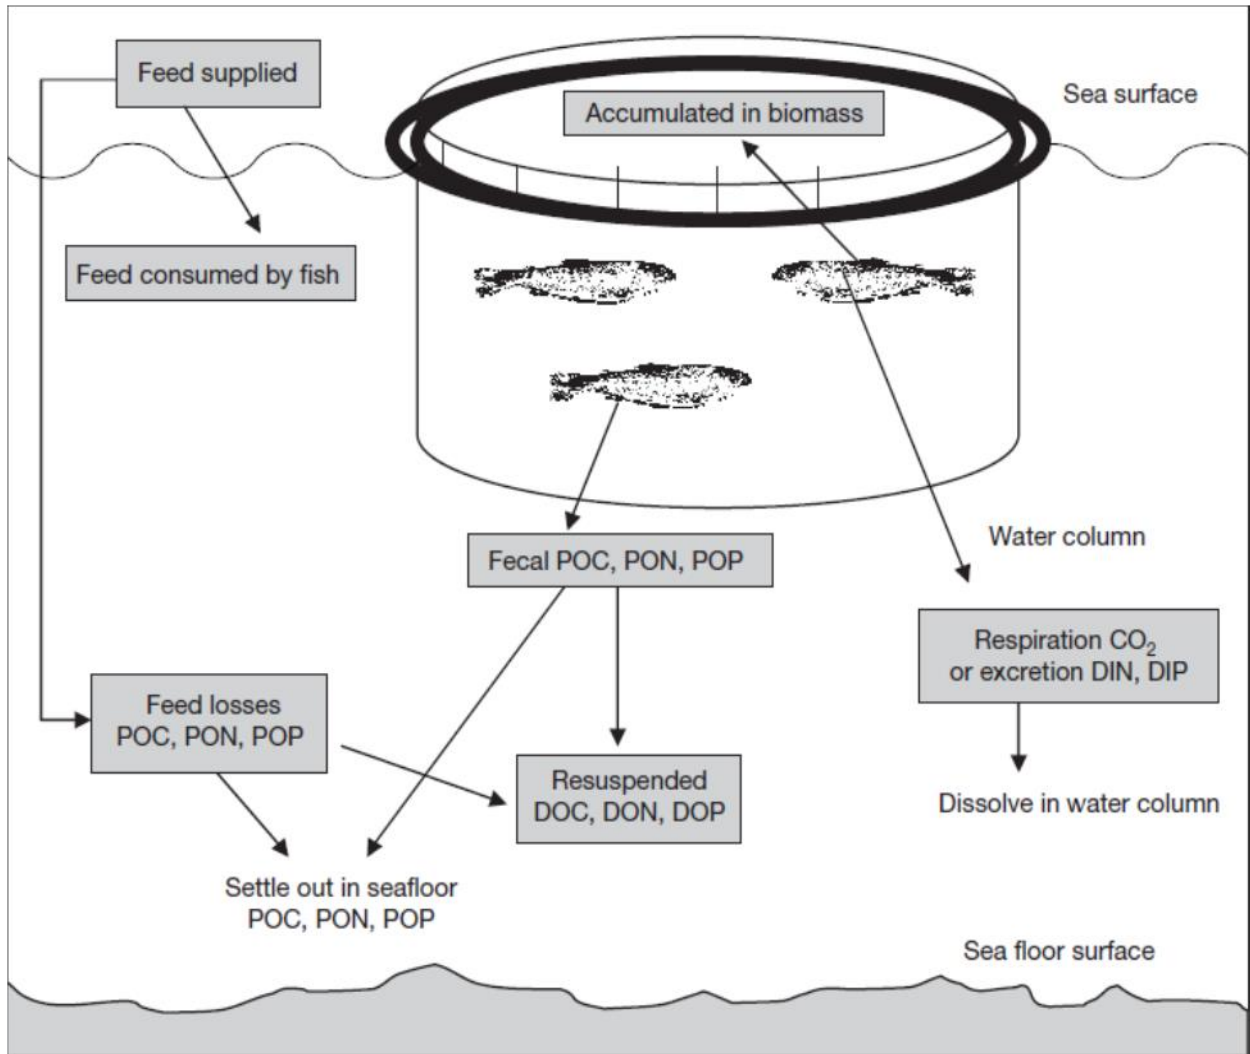 Feed supplied
Sea surface
Accumulated in biomass
Feed consumed by fish
Water column
Fecal POC, PON, POP
Respiration CO₂
or excretion DIN, DIP
Feed losses
POC, PON, POP
Resuspended
DOC, DON, DOP
Dissolve in water column
Settle out in seafloor
POC, PON, POP
Sea floor surface